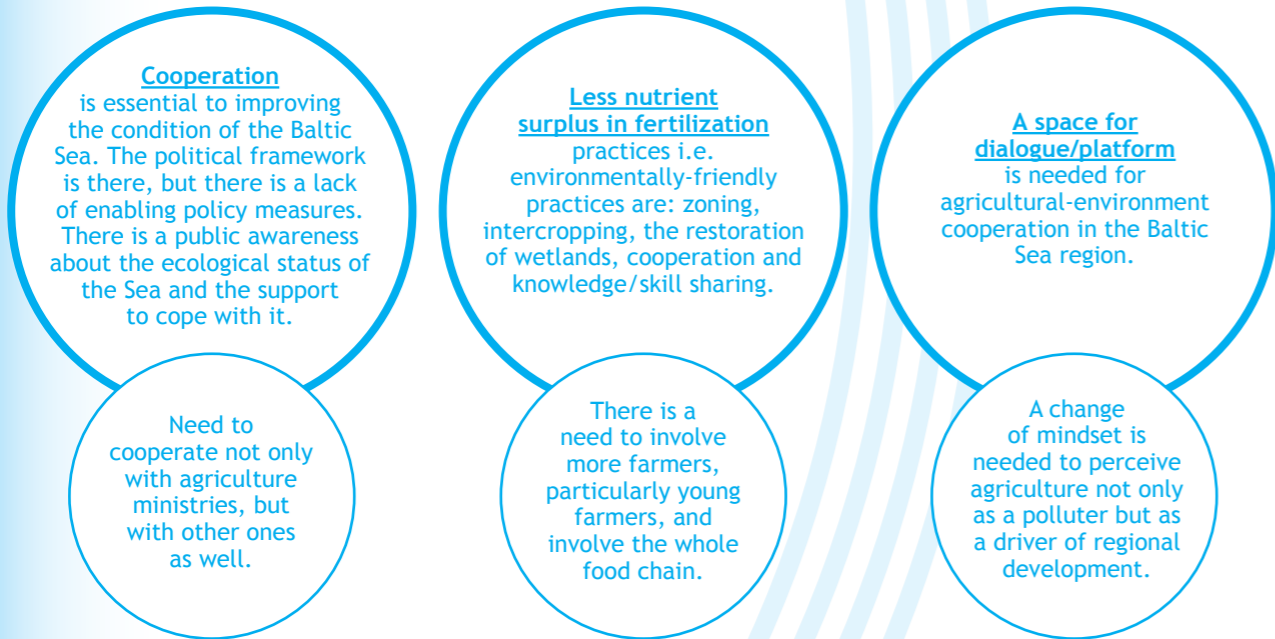 Cooperation
is essential to improving
the condition of the Baltic
Sea. The political framework
is there, but there is a lack
of enabling policy measures.
There is a public awareness
about the ecological status of
the Sea and the support
to cope with it.
Need to
cooperate not only
with agriculture
ministries, but
with other ones
as well.
Less nutrient
surplus in fertilization
practices i.e.
environmentally-friendly
practices are: zoning,
intercropping, the restoration
of wetlands, cooperation and
knowledge/skill sharing.
There is a
need to involve
more farmers,
particularly young
farmers, and
involve the whole
food chain.
A space for
dialogue/platform
is needed for
agricultural-environment
cooperation in the Baltic
Sea region.
A change
of mindset is
needed to perceive
agriculture not only
as a polluter but as
a driver of regional
development.